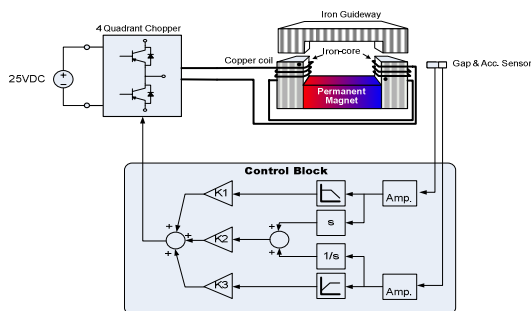 4 Quadrant Chopper
Iron Guideway
Copper coil
Iron-core
Gap & Acc. Sensor
25VDC
+
-
Permanent
Magnet
Control Block
K1
Amp.
s
+
+
+
K2
+
+
1/s
+
K3
Amp.